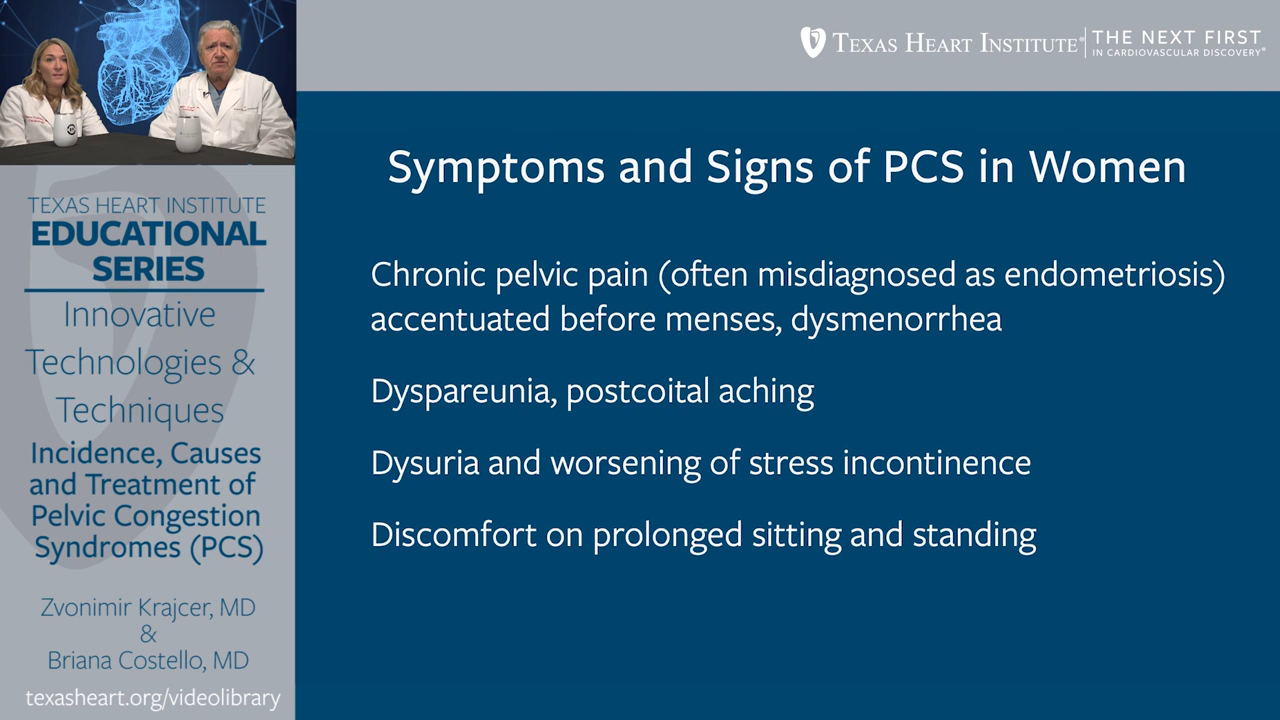 TEXAS HEART INSTITUTE®
THE NEXT FIRST
IN CARDIOVASCULAR DISCOVERY®
TEXAS HEART INSTITUTE
EDUCATIONAL
SERIES
Innovative
Technologies &
Techniques
Incidence, Causes
and Treatment of
Pelvic Congestion
Syndromes (PCS)
Zvonimir Krajcer, MD
&
Briana Costello, MD
texasheart.org/videolibrary
Symptoms and Signs of PCS in Women
Chronic pelvic pain (often misdiagnosed as endometriosis)
accentuated before menses, dysmenorrhea
Dyspareunia, postcoital aching
Dysuria and worsening of stress incontinence
Discomfort on prolonged sitting and standing